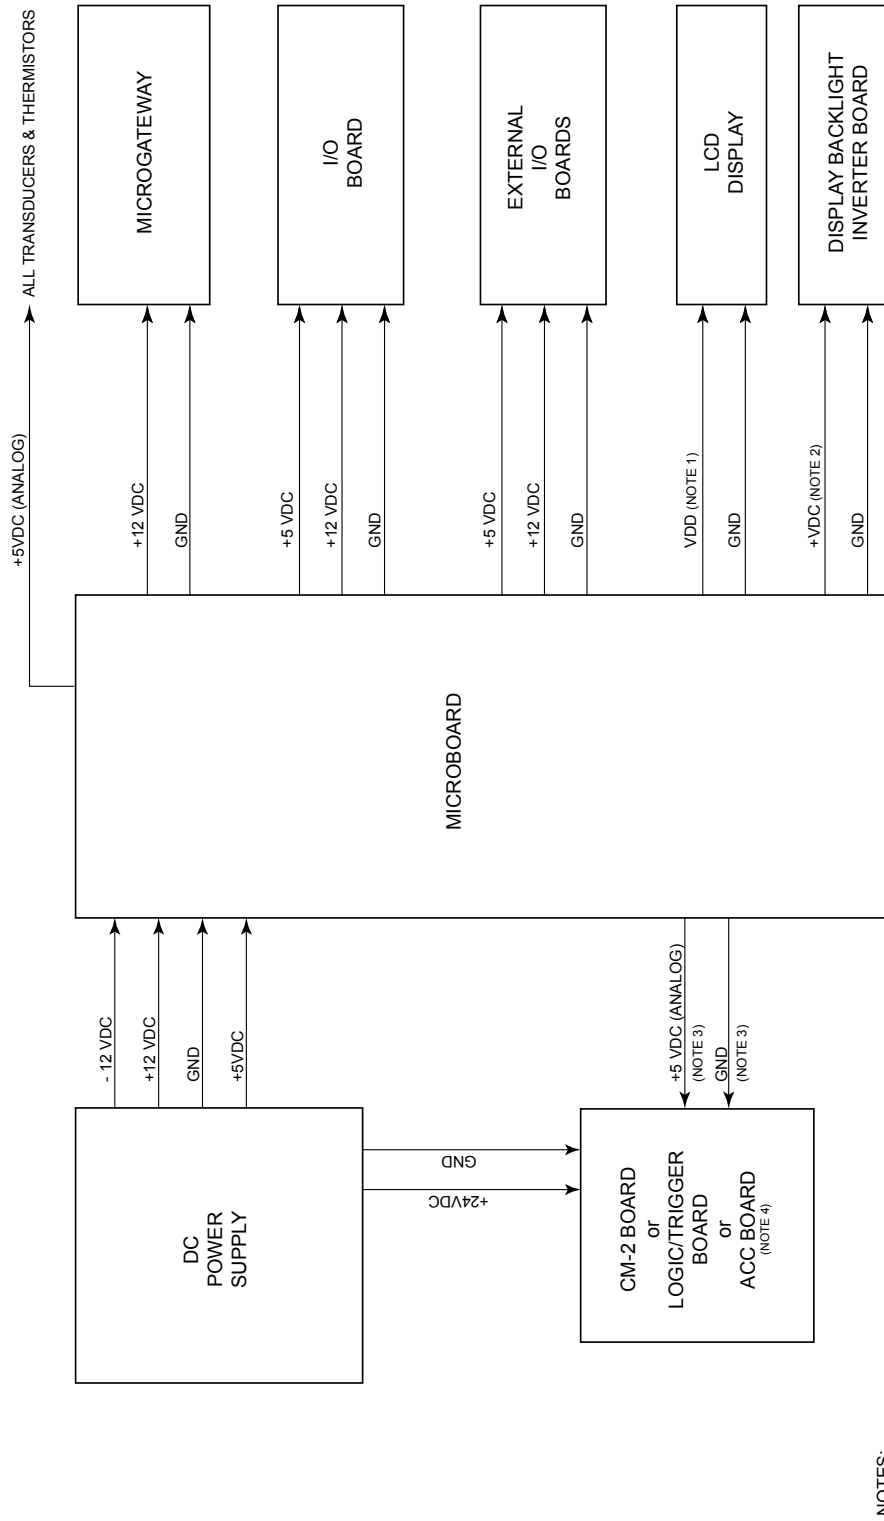 ALL TRANSDUCERS & THERMISTORS
+5VDC (ANALOG)
DC
POWER
SUPPLY
- 12 VDC
+12 VDC
GND
+5VDC
GND
+24VDC
CM-2 BOARD
or
LOGIC/TRIGGER
BOARD
or
ACC BOARD
(NOTE 4)
+5 VDC (ANALOG)
(NOTE 3)
GND
(NOTE 3)
MICROBOARD
+12 VDC
GND
MICROGATEWAY
+5 VDC
+12 VDC
GND
I/O
BOARD
+5 VDC
+12 VDC
GND
EXTERNAL
I/O
BOARDS
VDD (NOTE 1)
GND
LCD
DISPLAY
+VDC (NOTE 2)
GND
DISPLAY BACKLIGHT
INVERTER BOARD
NOTES: